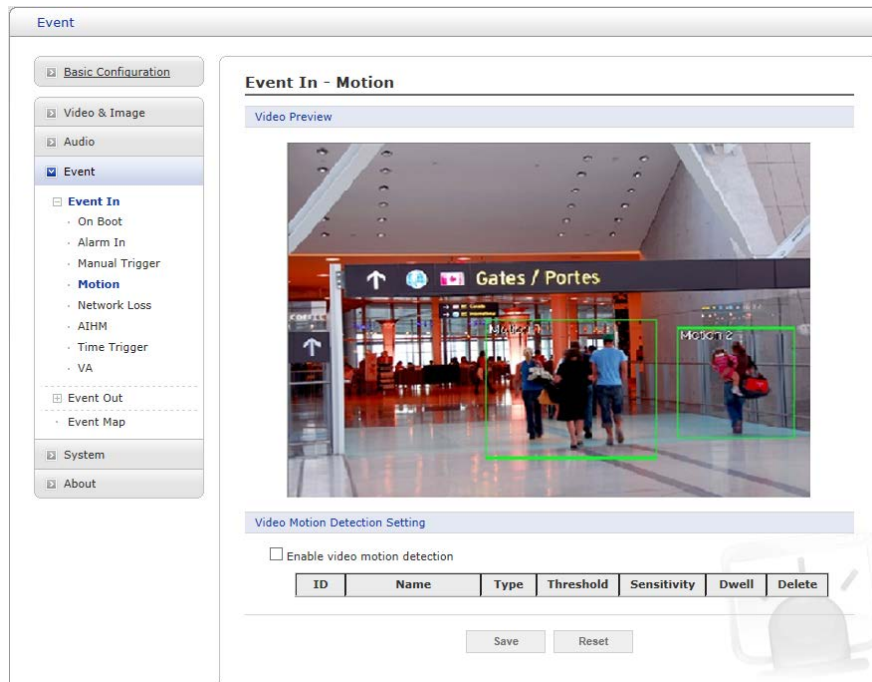 Event
Basic Configuration
Video & Image
Audio
Event
Event In
On Boot
Alarm In
Manual Trigger
Motion
Network Loss
AIHM
Time Trigger
VA
Event Out
Event Map
System
About
Event In - Motion
Video Preview
Gates / Portes
Motion 2
Video Motion Detection Setting
Enable video motion detection
ID Name Type Threshold Sensitivity Dwell Delete
Save Reset